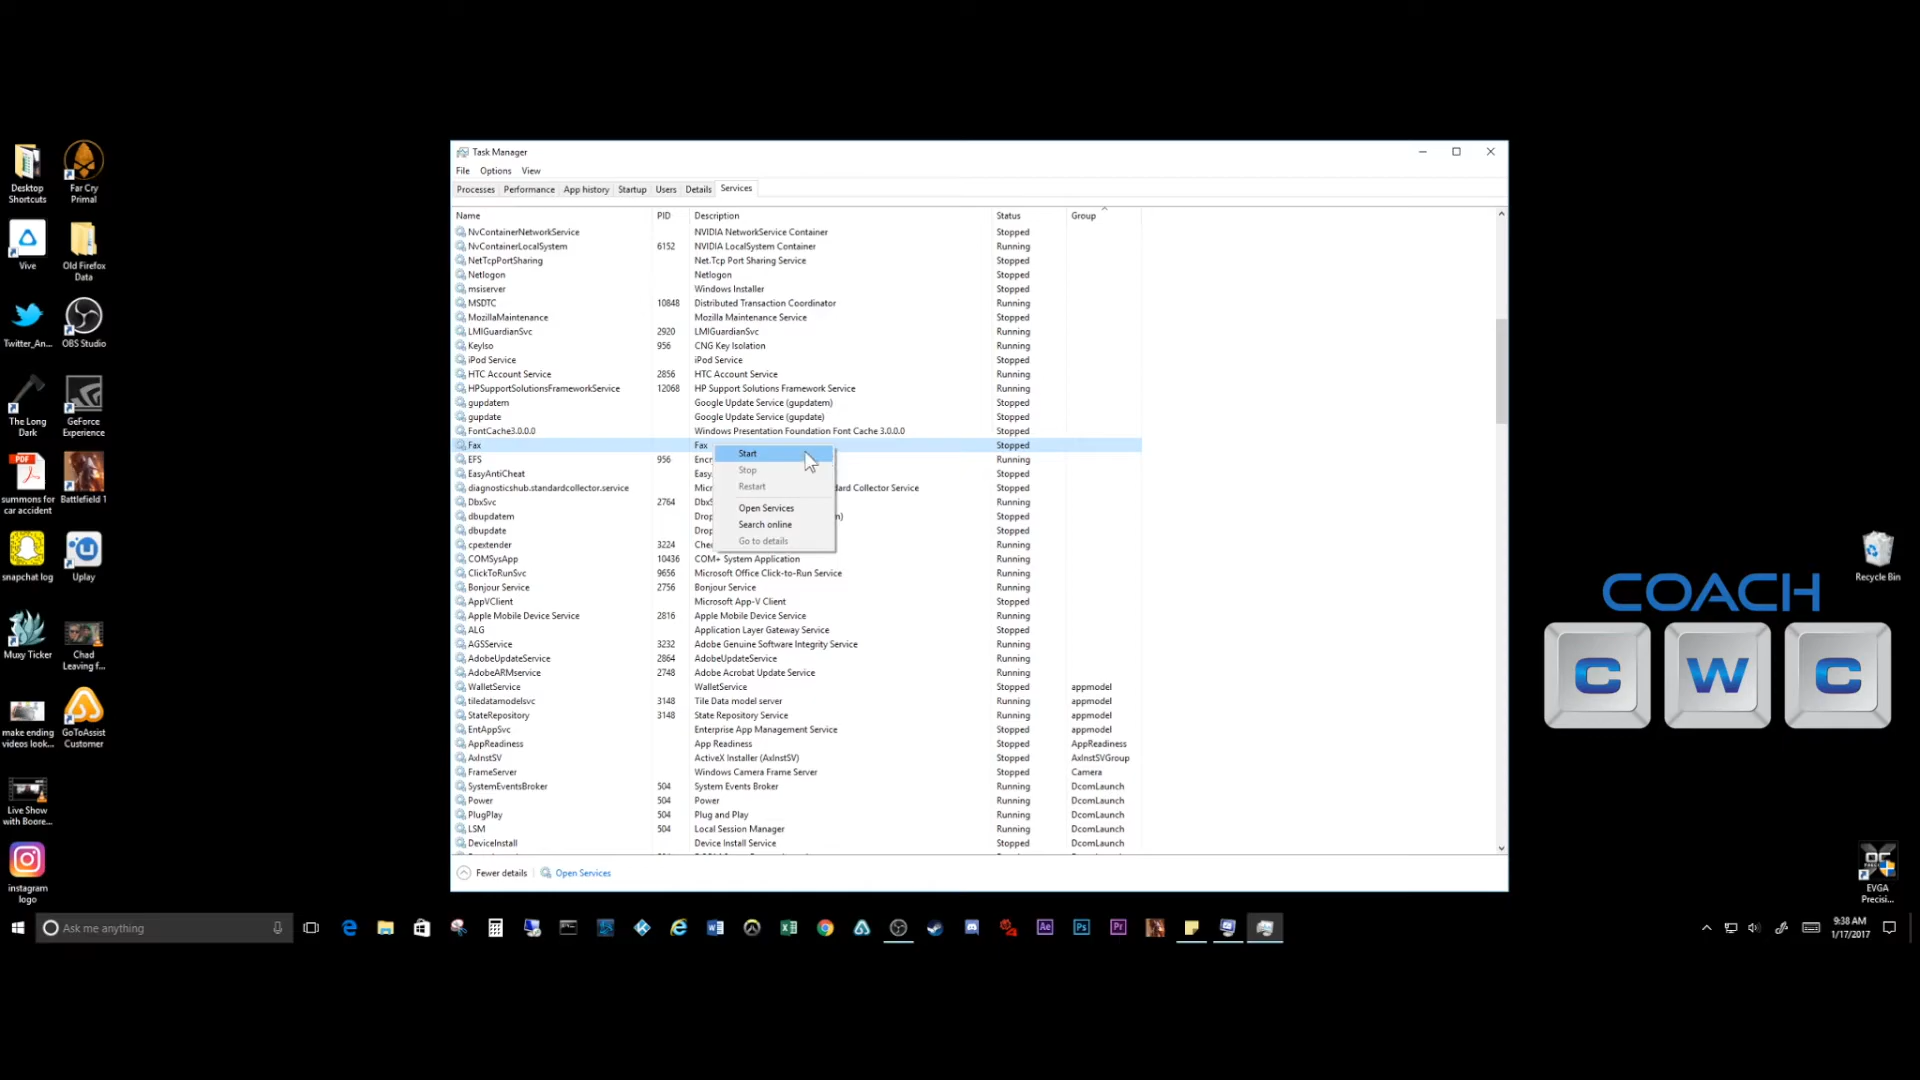 Task Manager
File Options View
Processes Performance App history Startup Users Details Services
Name PID Description Status Group
NvContainerNetworkService NVIDIA NetworkService Container Stopped
NvContainerLocalSystem 6152 NVIDIA LocalSystem Container Running
NetTcpPortSharing Net.Tcp Port Sharing Service Stopped
Netlogon Netlogon Stopped
msiserver Windows Installer Stopped
MSDTC 10848 Distributed Transaction Coordinator Running
MozillaMaintenance Mozilla Maintenance Service Stopped
LMIGuardianSvc 2920 LMIGuardianSvc Running
KeyIso 956 CNG Key Isolation Running
iPod Service iPod Service Stopped
HTC Account Service 2856 HTC Account Service Running
HPSupportSolutionsFrameworkService 12068 HP Support Solutions Framework Service Running
gupdatem Google Update Service (gupdatem) Stopped
gupdate Google Update Service (gupdate) Stopped
FontCache3.0.0.0 Windows Presentation Foundation Font Cache 3.0.0.0 Stopped
Fax Fax Stopped
EFS 956 Encr Running
EasyAntiCheat Easy Stopped
diagnosticshub.standardcollector.service Micr dard Collector Service Stopped
DbxSvc 2764 DbxS Running
dbupdatem Drop n) Stopped
dbupdate Drop Stopped
cpextender 3224 Chec Running
COMSysApp 10436 COM+ System Application Running
ClickToRunSvc 9656 Microsoft Office Click-to-Run Service Running
Bonjour Service 2756 Bonjour Service Running
AppVClient Microsoft App-V Client Stopped
Apple Mobile Device Service 2816 Apple Mobile Device Service Running
ALG Application Layer Gateway Service Stopped
AGSService 3232 Adobe Genuine Software Integrity Service Running
AdobeUpdateService 2864 AdobeUpdateService Running
AdobeARMservice 2748 Adobe Acrobat Update Service Running
WalletService WalletService Stopped appmodel
tiledatamodelsvc 3148 Tile Data model server Running appmodel
StateRepository 3148 State Repository Service Running appmodel
EntAppSvc Enterprise App Management Service Stopped appmodel
AppReadiness App Readiness Stopped AppReadiness
AxInstSV ActiveX Installer (AxInstSV) Stopped AxInstSVGroup
FrameServer Windows Camera Frame Server Stopped Camera
SystemEventsBroker 504 System Events Broker Running DcomLaunch
Power 504 Power Running DcomLaunch
PlugPlay 504 Plug and Play Running DcomLaunch
LSM 504 Local Session Manager Running DcomLaunch
DeviceInstall Device Install Service Stopped DcomLaunch
Start
Stop
Restart
Open Services
Search online
Go to details
Fewer details Open Services
Desktop
Shortcuts
Far Cry
Primal
Vive
Old Firefox
Data
Twitter_An...
OBS Studio
The Long
Dark
GeForce
Experience
PDF
summons for
car accident
Battlefield 1
snapchat log
Uplay
Muxy Ticker
Chad
Leaving f...
make ending
videos look...
GoToAssist
Customer
Live Show
with Boore...
instagram
logo
Recycle Bin
COACH
C W C
EVGA
Precisi...
Ask me anything
Ae Ps Pr
9:38 AM
1/17/2017